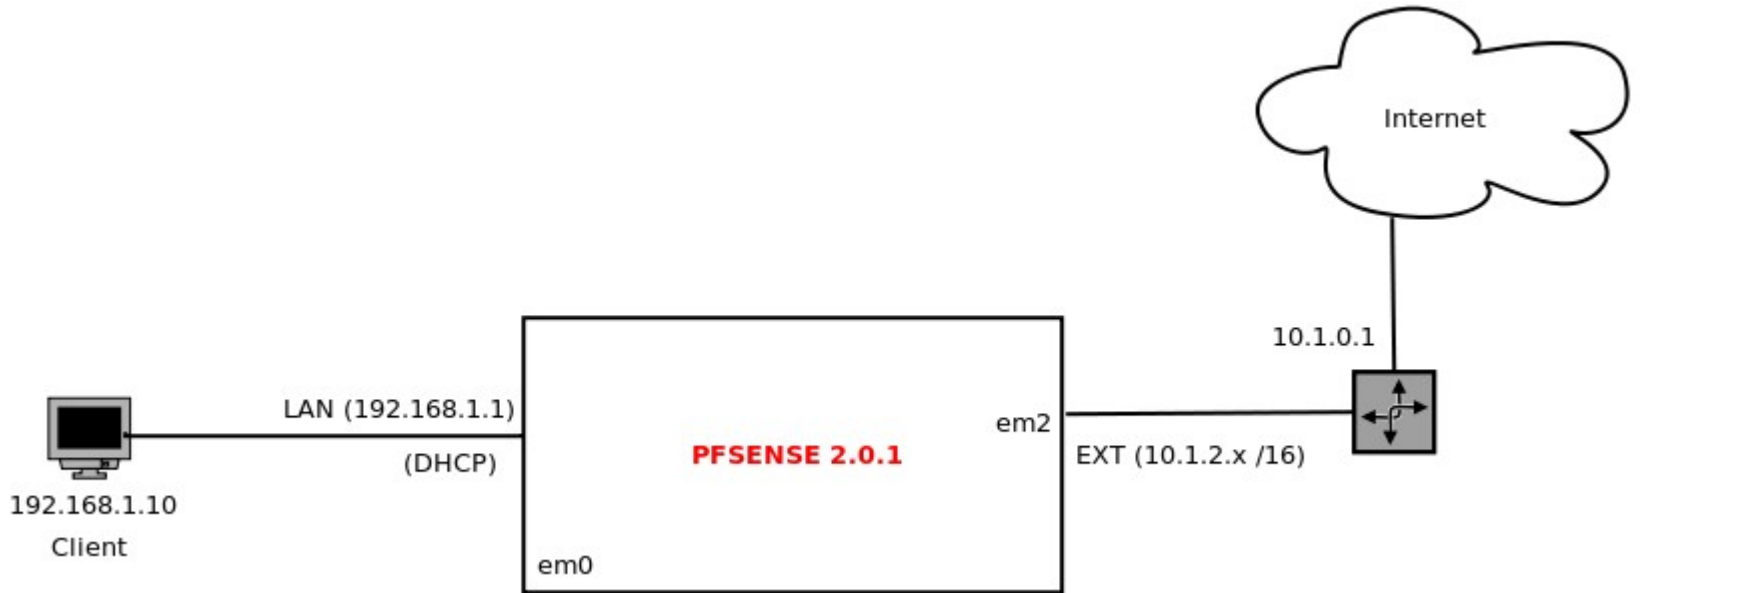 Internet
10.1.0.1
LAN (192.168.1.1)
(DHCP)
em2
PFSENSE 2.0.1
EXT (10.1.2.x /16)
192.168.1.10
Client
em0